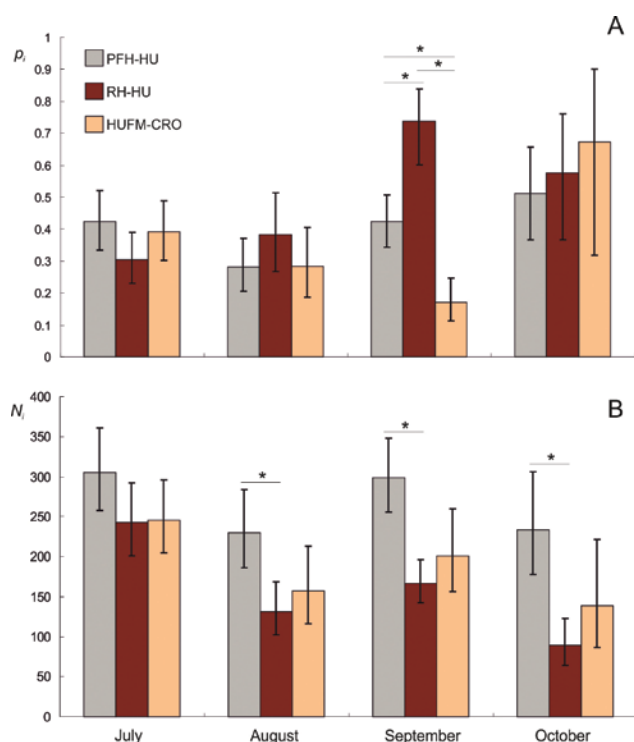 A
pᵢ
1
0.9
0.8
0.7
0.6
0.5
0.4
0.3
0.2
0.1
0
PFH-HU
RH-HU
HUFM-CRO
*
* *
B
Nᵢ
400
350
300
250
200
150
100
50
0
* * *
July August September October